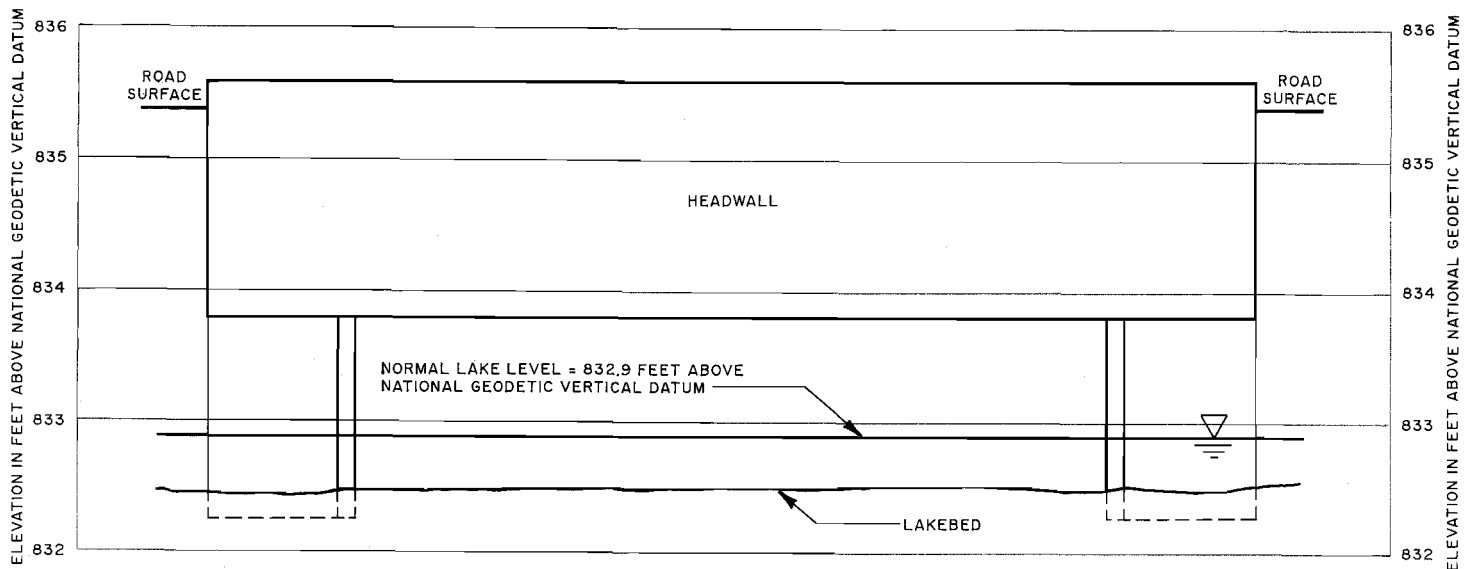 ELEVATION IN FEET ABOVE NATIONAL GEODETIC VERTICAL DATUM
836
835
834
833
832
ROAD
SURFACE
HEADWALL
NORMAL LAKE LEVEL = 832.9 FEET ABOVE
NATIONAL GEODETIC VERTICAL DATUM
LAKEBED
ROAD
SURFACE
836
835
834
833
832
ELEVATION IN FEET ABOVE NATIONAL GEODETIC VERTICAL DATUM